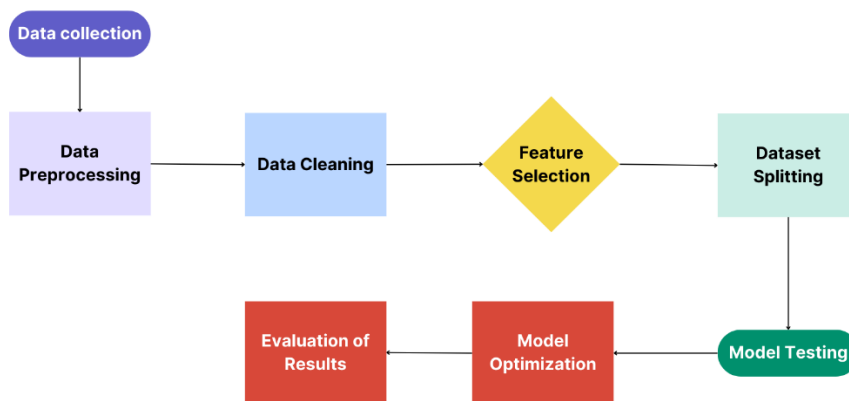 Data collection
Data
Preprocessing
Data Cleaning
Feature
Selection
Dataset
Splitting
Model Testing
Model
Optimization
Evaluation of
Results